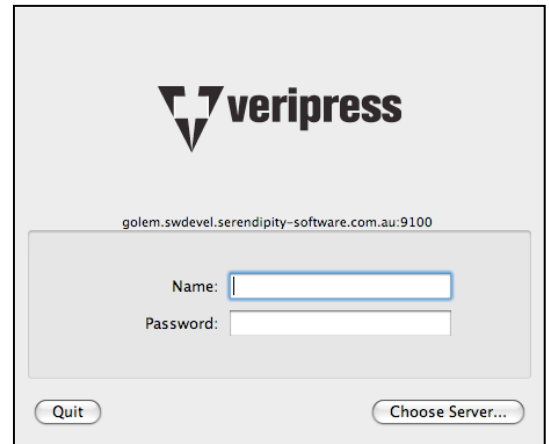 veripress
golem.swdevel.serendipity-software.com.au:9100
Name:
Password:
Quit
Choose Server...